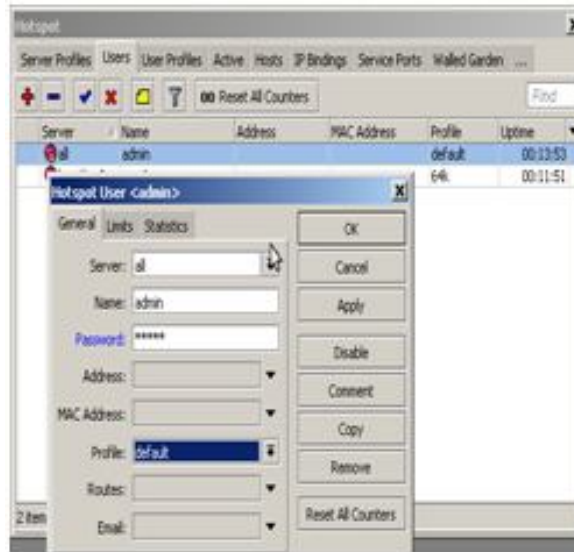 Hotspot
Server Profiles Users User Profiles Active Hosts IP Bindings Service Ports Walled Garden ...
00 Reset All Counters Find
Server Name Address MAC Address Profile Uptime
all admin default 00:13:53
64k 00:11:51
Hotspot User <admin>
General Limits Statistics
OK
Server: all
Cancel
Name: admin
Apply
Password: *****
Disable
Address:
Comment
MAC Address:
Copy
Profile: default
Remove
Routes:
Reset All Counters
Email:
2 item